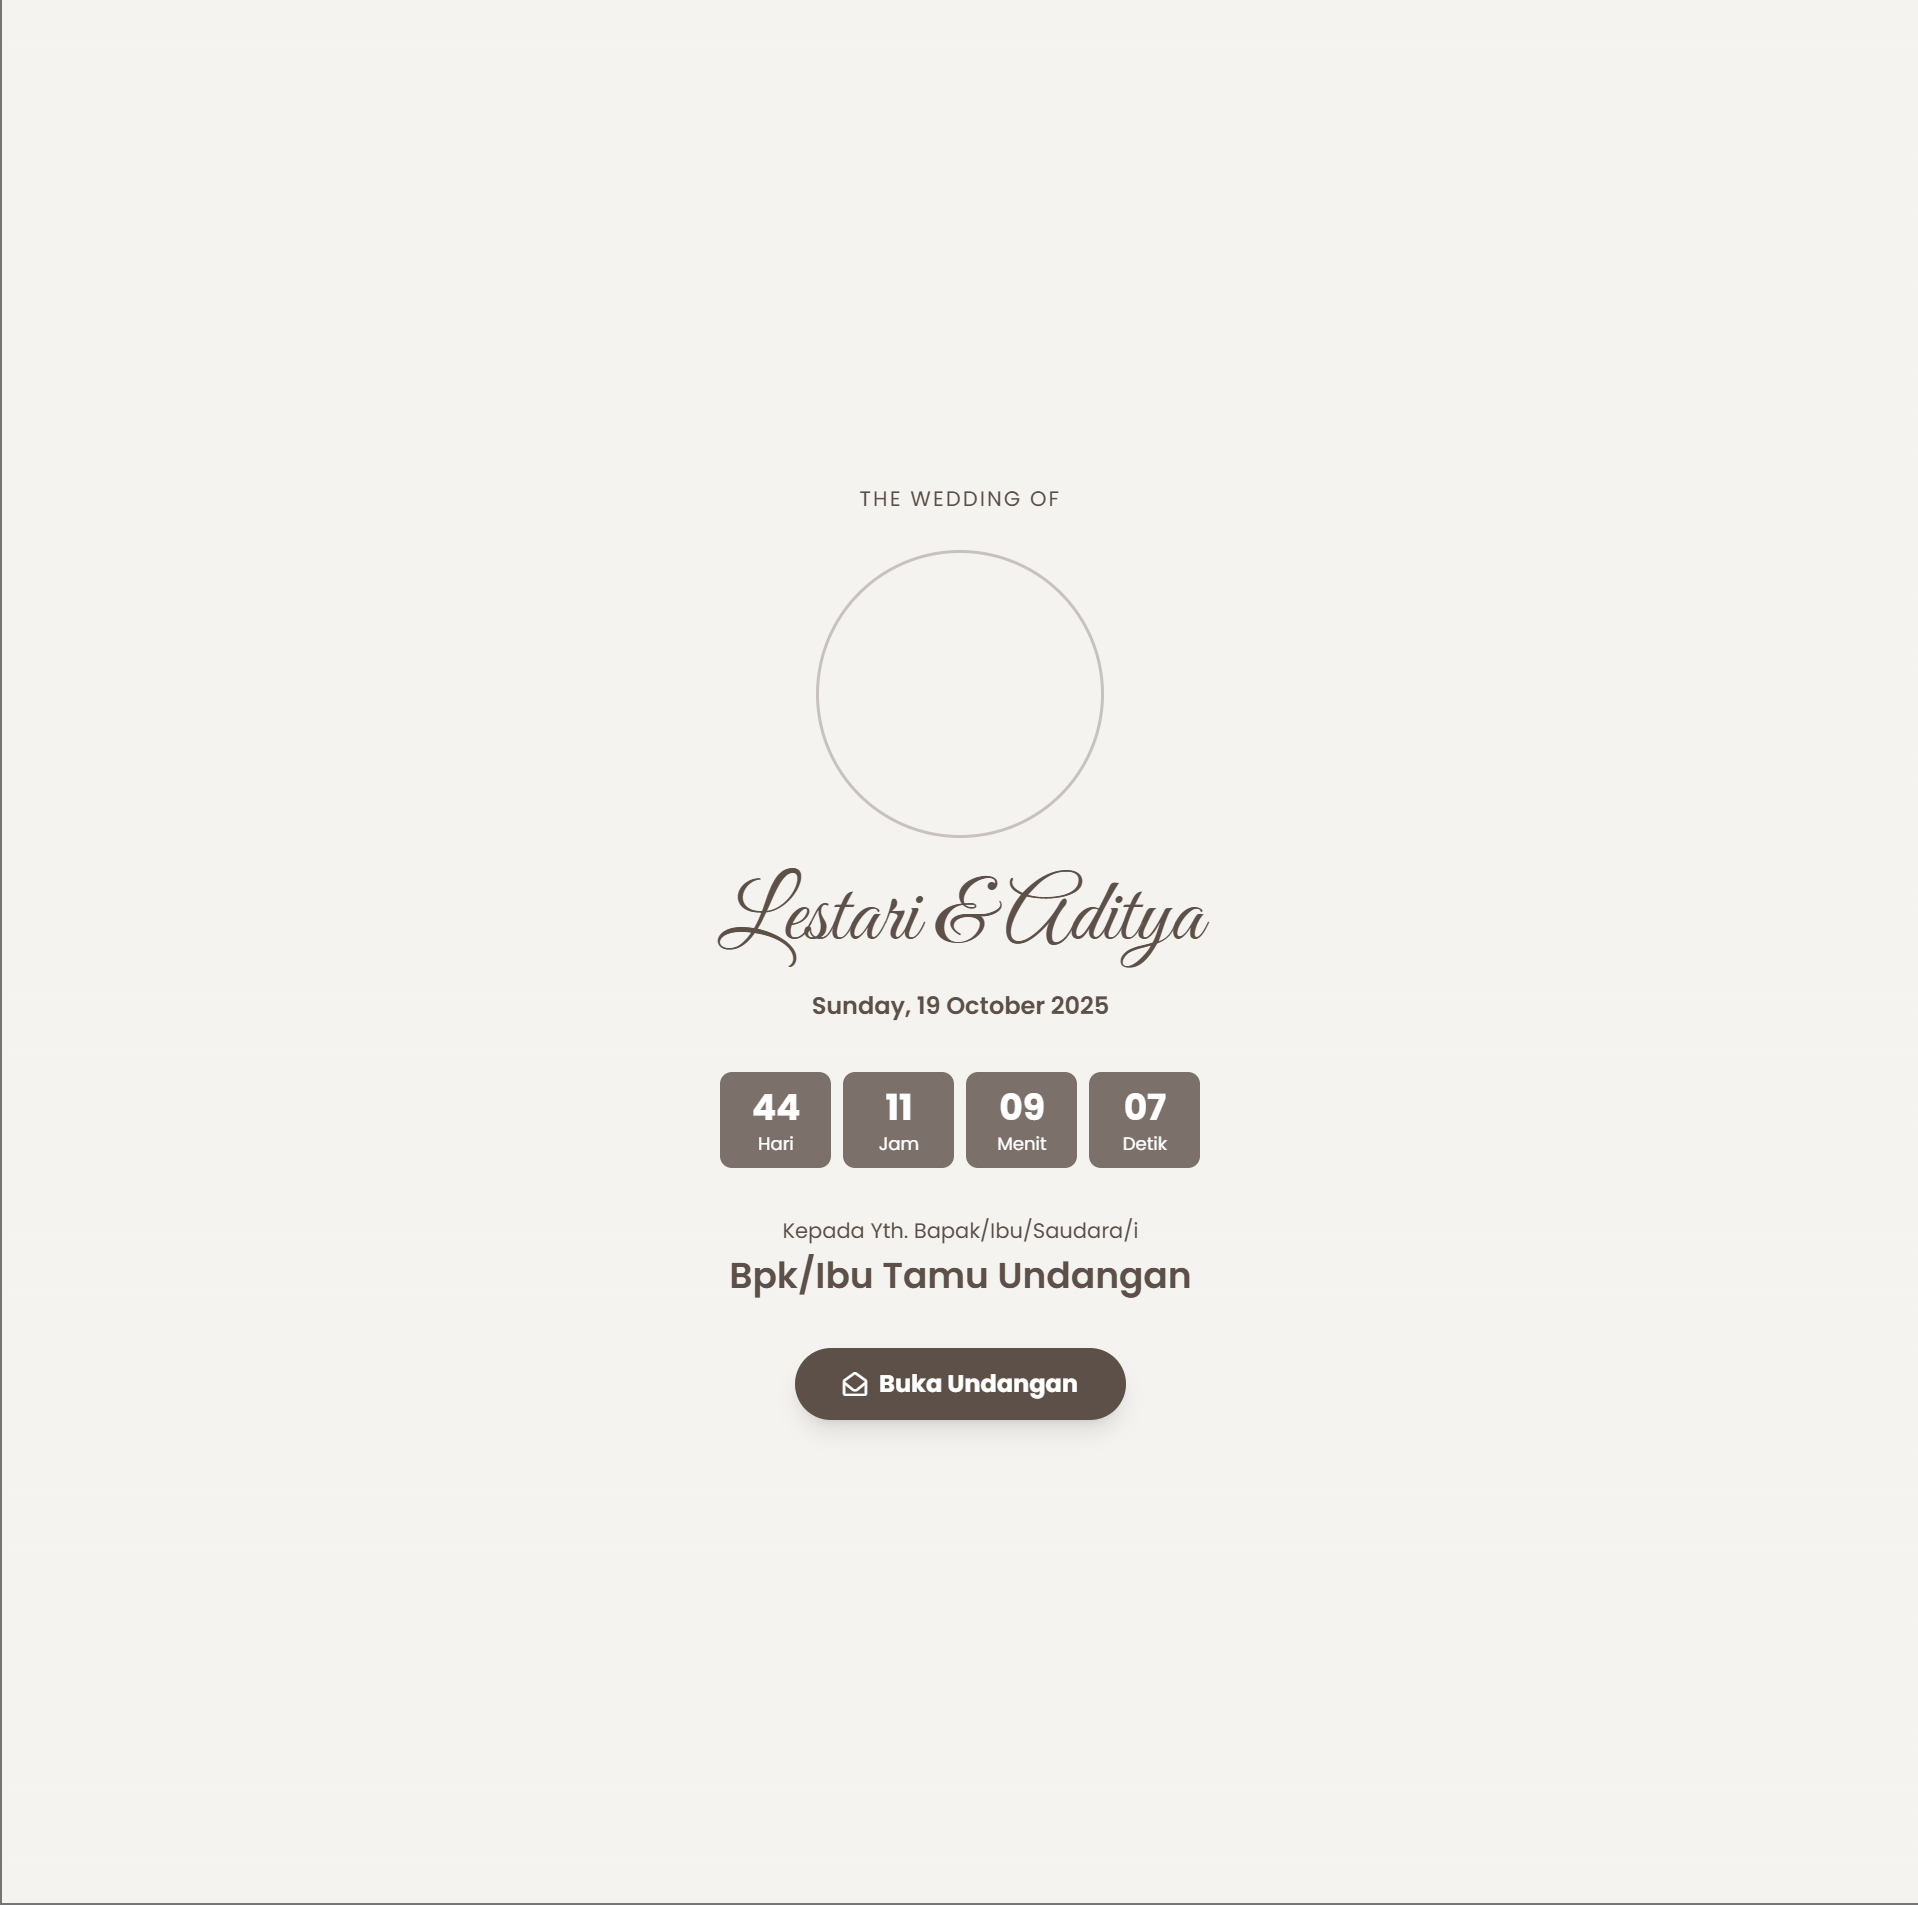 THE WEDDING OF
Lestari & Aditya
Sunday, 19 October 2025
44 11 09 07
Hari Jam Menit Detik
Kepada Yth. Bapak/Ibu/Saudara/i
Bpk/Ibu Tamu Undangan
Buka Undangan